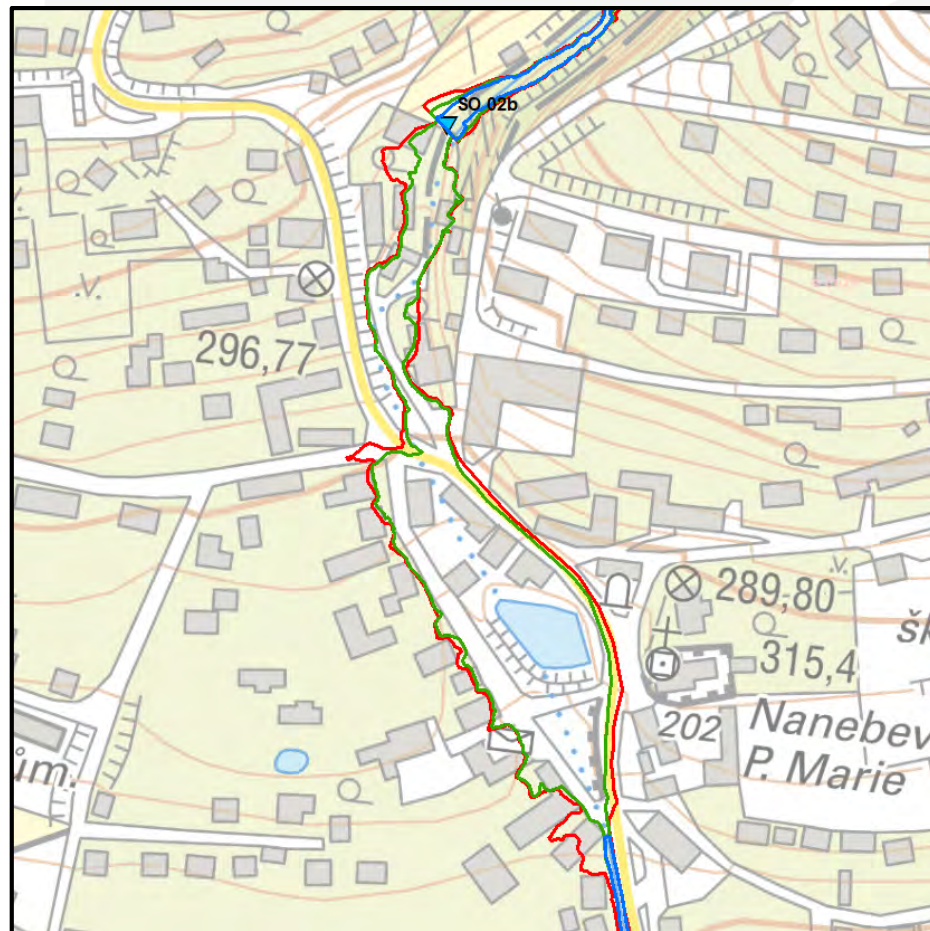 SO 02b
.v.
296,77
v.
289,80
šk
315,4
202
Nanebev
P. Marie
ům.